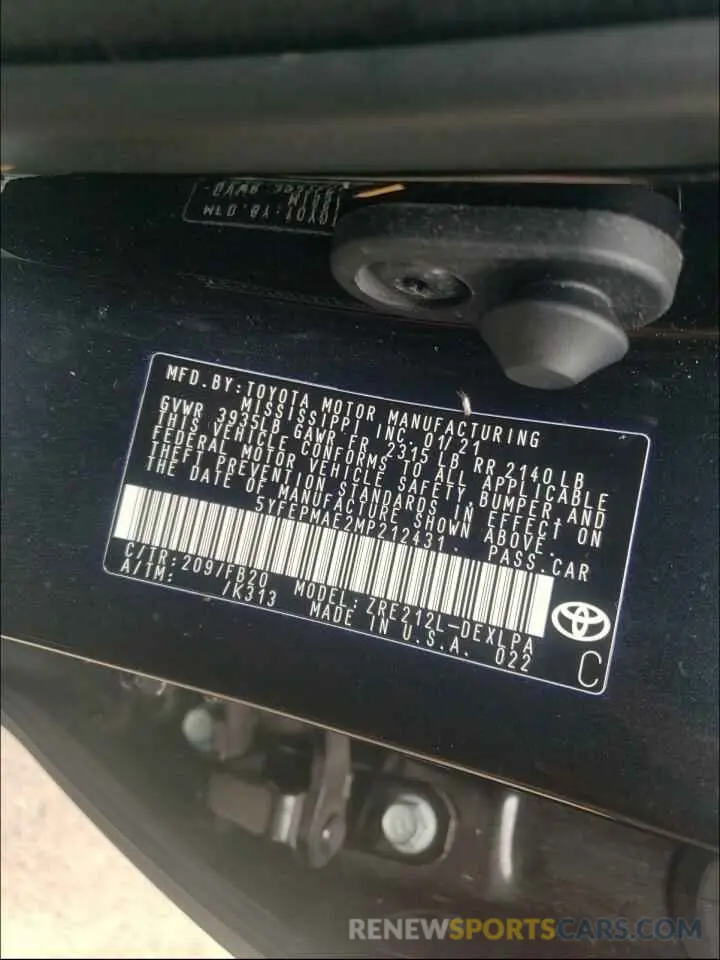 MFD.BY:TOYOTA MOTOR MANUFACTURING
MISSISSIPPI INC. 01/21
GVWR 3935LB GAWR FR 2315 LB RR 2140LB
THIS VEHICLE CONFORMS TO ALL APPLICABLE
FEDERAL MOTOR VEHICLE SAFETY,BUMPER,AND
THEFT PREVENTION STANDARDS IN EFFECT ON
THE DATE OF MANUFACTURE SHOWN ABOVE.
5YFEPMAE2MP212431. PASS.CAR
C/TR:209/FB20 MODEL: ZRE212L-DEXLPA
A/TM: /K313 MADE IN U.S.A. 022
C
RENEWSPORTSCARS.COM